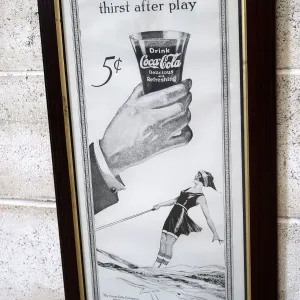 thirst after play
5¢
Drink
Coca-Cola
Delicious
and
Refreshing